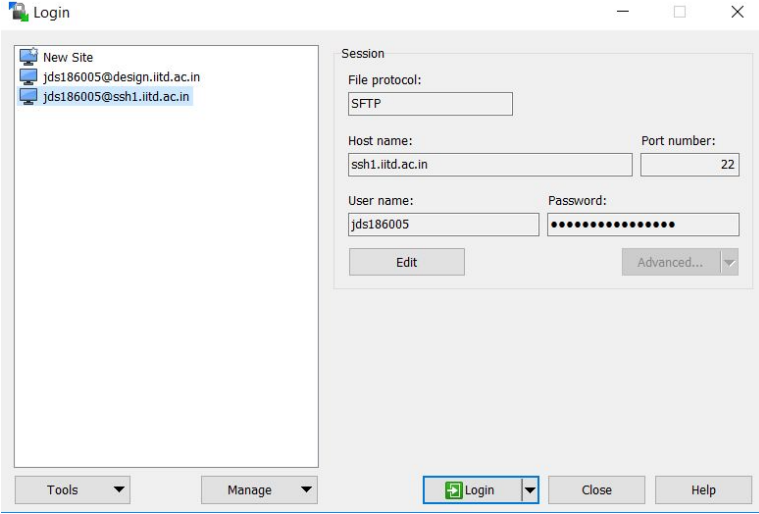 Login
New Site
jds186005@design.iitd.ac.in
jds186005@ssh1.iitd.ac.in
Session
File protocol:
SFTP
Host name:
Port number:
ssh1.iitd.ac.in
22
User name:
Password:
jds186005
●●●●●●●●●●●●●●●●
Edit
Advanced...
Tools
Manage
Login
Close
Help